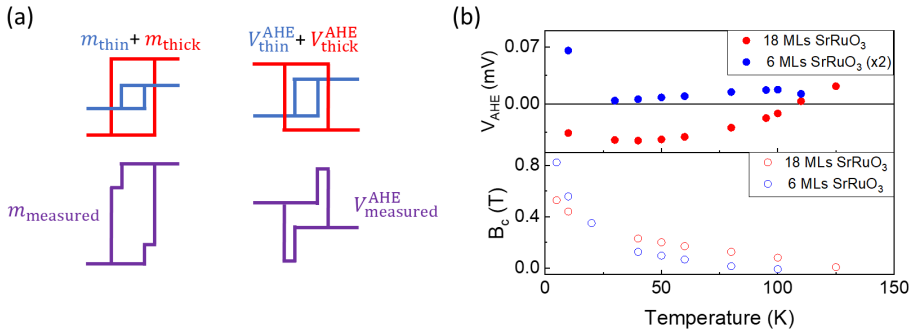 (a)
m_thin + m_thick
V_thin^AHE + V_thick^AHE
m_measured
V_measured^AHE
(b)
0.07
0.00
V_AHE (mV)
18 MLs SrRuO₃
6 MLs SrRuO₃ (x2)
0.8
0.4
0.0
B_c (T)
18 MLs SrRuO₃
6 MLs SrRuO₃
0
50
100
150
Temperature (K)